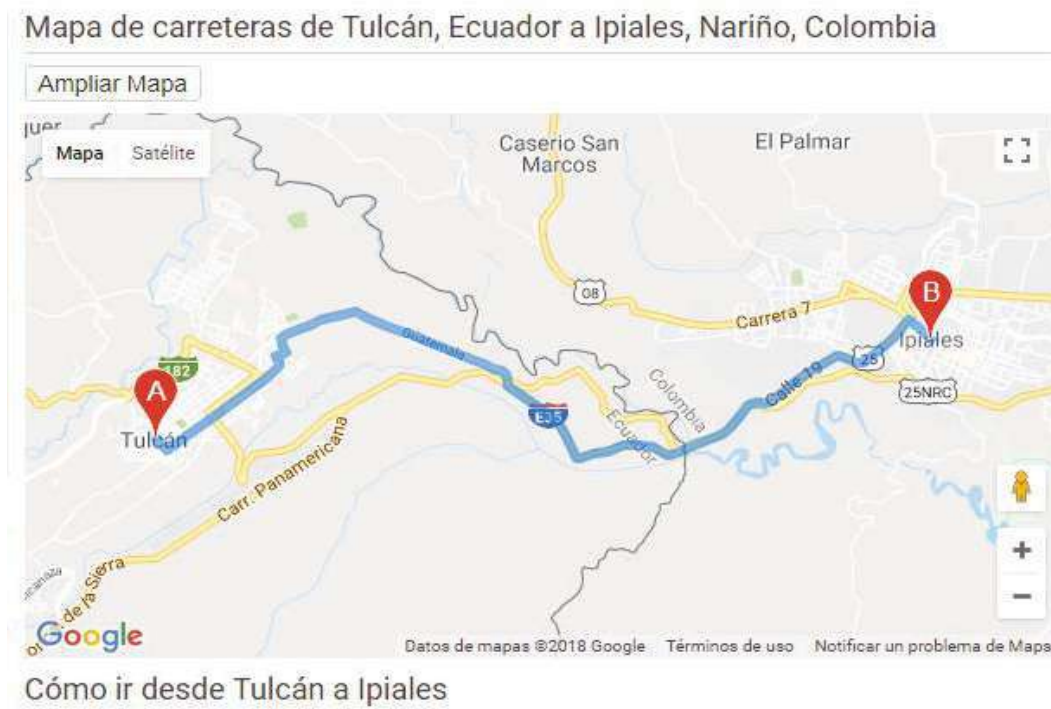 Mapa de carreteras de Tulcán, Ecuador a Ipiales, Nariño, Colombia
Ampliar Mapa
Mapa Satélite
Caserio San
Marcos
El Palmar
08
Carrera 7
B
Ipiales
Guatemala
182
A
Tulcán
E35
Colombia
Ecuador
Calle 19
25
25NRC
Carr. Panamericana
de la Sierra
Google
Datos de mapas ©2018 Google Términos de uso Notificar un problema de Maps
Cómo ir desde Tulcán a Ipiales